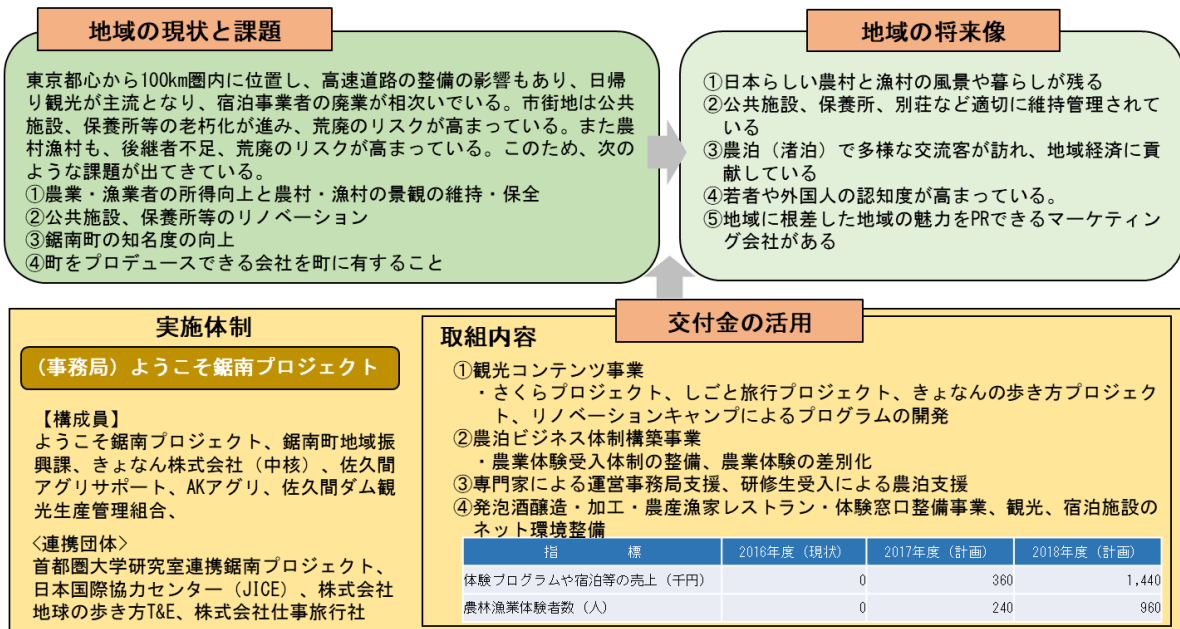 地域の現状と課題
東京都心から100km圏内に位置し、高速道路の整備の影響もあり、日帰
り観光が主流となり、宿泊事業者の廃業が相次いでいる。市街地は公共
施設、保養所等の老朽化が進み、荒廃のリスクが高まっている。また農
村漁村も、後継者不足、荒廃のリスクが高まっている。このため、次の
ような課題が出てきている。
①農業・漁業者の所得向上と農村・漁村の景観の維持・保全
②公共施設、保養所等のリノベーション
③鋸南町の知名度の向上
④町をプロデュースできる会社を町に有すること
地域の将来像
①日本らしい農村と漁村の風景や暮らしが残る
②公共施設、保養所、別荘など適切に維持管理されて
いる
③農泊（渚泊）で多様な交流客が訪れ、地域経済に貢
献している
④若者や外国人の認知度が高まっている。
⑤地域に根差した地域の魅力をPRできるマーケティン
グ会社がある
実施体制
（事務局）ようこそ鋸南プロジェクト
【構成員】
ようこそ鋸南プロジェクト、鋸南町地域振
興課、きょなん株式会社（中核）、佐久間
アグリサポート、AKアグリ、佐久間ダム観
光生産管理組合、
<連携団体>
首都圏大学研究室連携鋸南プロジェクト、
日本国際協力センター（JICE）、株式会社
地球の歩き方T&E、株式会社仕事旅行社
交付金の活用
取組内容
①観光コンテンツ事業
・さくらプロジェクト、しごと旅行プロジェクト、きょなんの歩き方プロジェク
ト、リノベーションキャンプによるプログラムの開発
②農泊ビジネス体制構築事業
・農業体験受入体制の整備、農業体験の差別化
③専門家による運営事務局支援、研修生受入による農泊支援
④発泡酒醸造・加工・農産漁家レストラン・体験窓口整備事業、観光、宿泊施設の
ネット環境整備
指　標 2016年度（現状） 2017年度（計画） 2018年度（計画）
体験プログラムや宿泊等の売上（千円） 0 360 1,440
農林漁業体験者数（人） 0 240 960